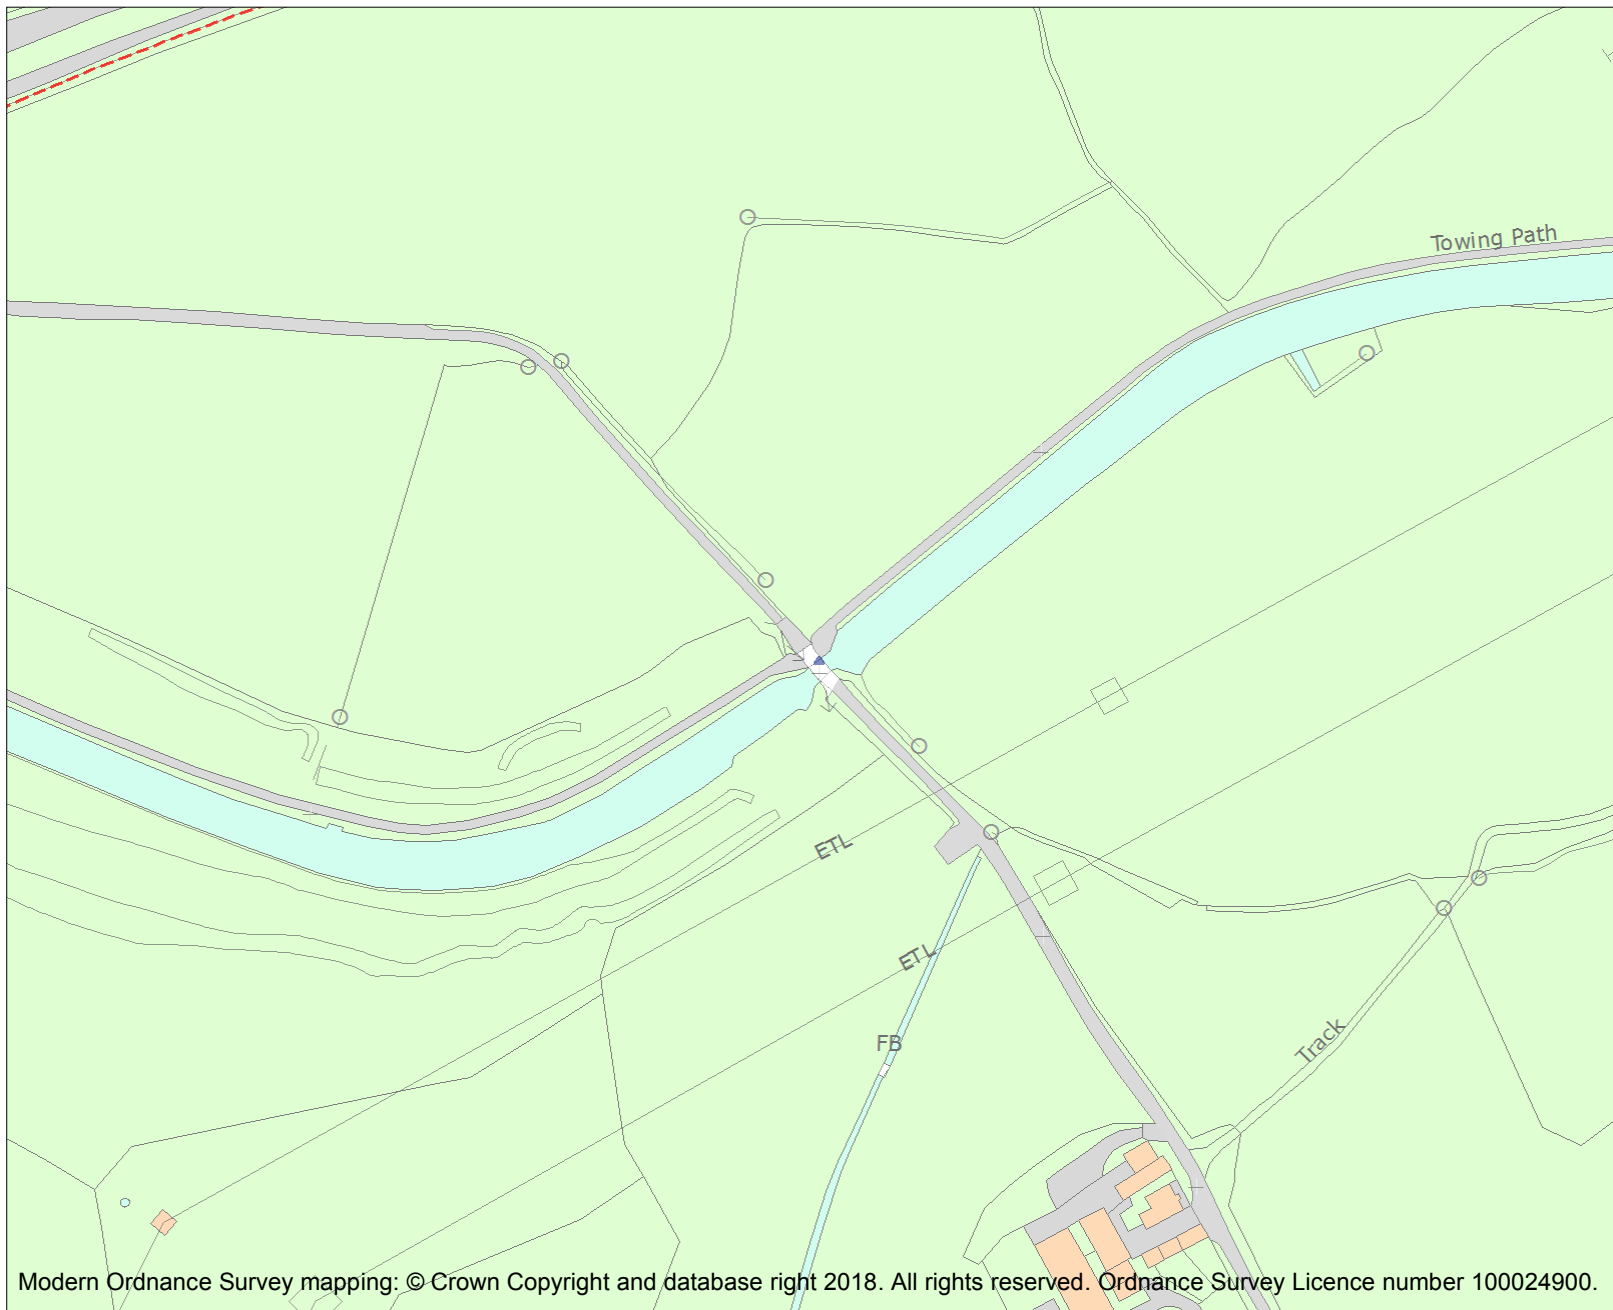 Towing Path
ETL
ETL
FB
Track
Modern Ordnance Survey mapping: © Crown Copyright and database right 2018. All rights reserved. Ordnance Survey Licence number 100024900.